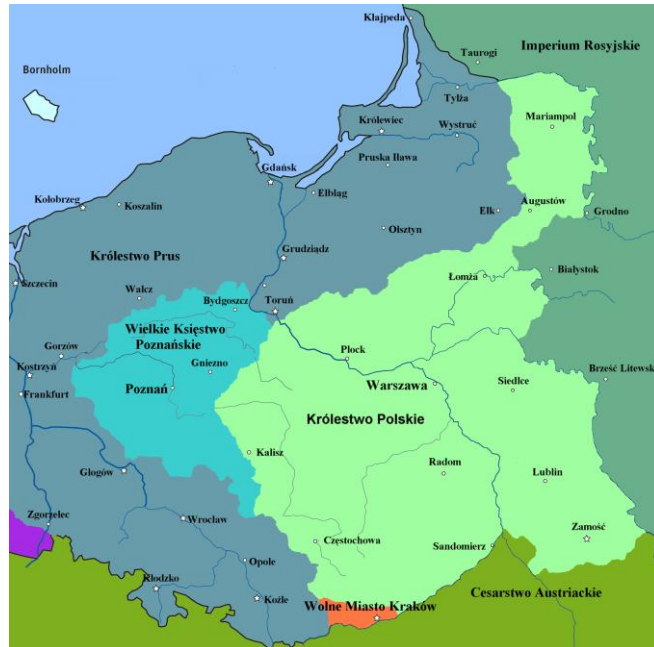 Kłajpeda
Taurogi
Imperium Rosyjskie
Bornholm
Tylża
Mariampol
Królewiec
Wystruć
Pruska Iława
Gdańsk
Elbląg
Kołobrzeg
Koszalin
Ełk
Augustów
Grodno
Olsztyn
Królestwo Prus
Grudziądz
Szczecin
Łomża
Białystok
Wałcz
Bydgoszcz
Toruń
Wielkie Księstwo
Poznańskie
Gorzów
Płock
Gniezno
Kostrzyń
Brześć Litewsk
Poznań
Warszawa
Siedlce
Frankfurt
Królestwo Polskie
Kalisz
Głogów
Radom
Lublin
Zgorzelec
Wrocław
Zamość
Częstochowa
Sandomierz
Opole
Kłodzko
Koźle
Cesarstwo Austriackie
Wolne Miasto Kraków